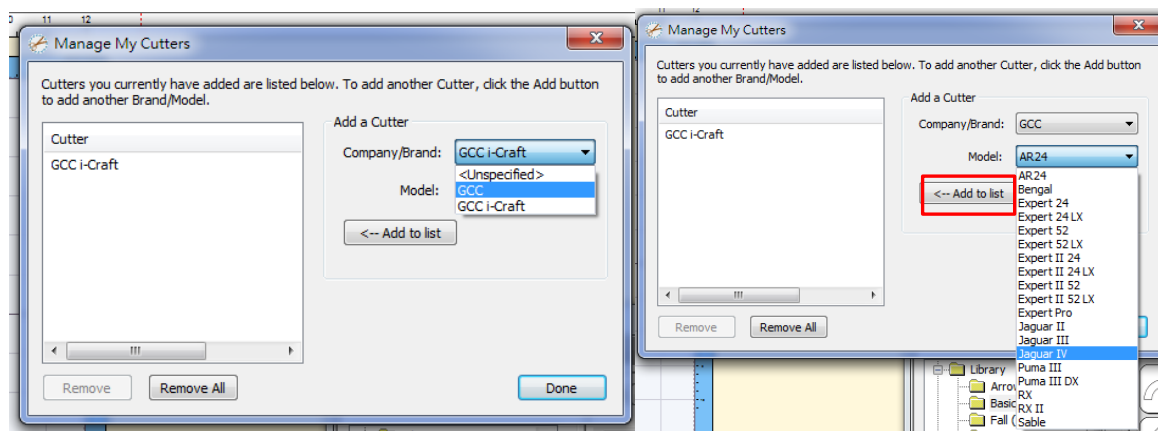 11 12
Manage My Cutters
Cutters you currently have added are listed below. To add another Cutter, click the Add button
to add another Brand/Model.
Cutter
GCC i-Craft
Add a Cutter
Company/Brand: GCC i-Craft
<Unspecified>
GCC
GCC i-Craft
Model:
<-- Add to list
Remove
Remove All
Done
11 12
Manage My Cutters
Cutters you currently have added are listed below. To add another Cutter, click the Add button
to add another Brand/Model.
Cutter
GCC i-Craft
Add a Cutter
Company/Brand: GCC
Model: AR24
<-- Add to list
AR24
Bengal
Expert 24
Expert 24 LX
Expert 52
Expert 52 LX
Expert II 24
Expert II 24 LX
Expert II 52
Expert II 52 LX
Expert Pro
Jaguar II
Jaguar III
Jaguar IV
Puma III
Puma III DX
RX
RX II
Sable
Remove
Remove All
Library
Arro
Basic
Fall (